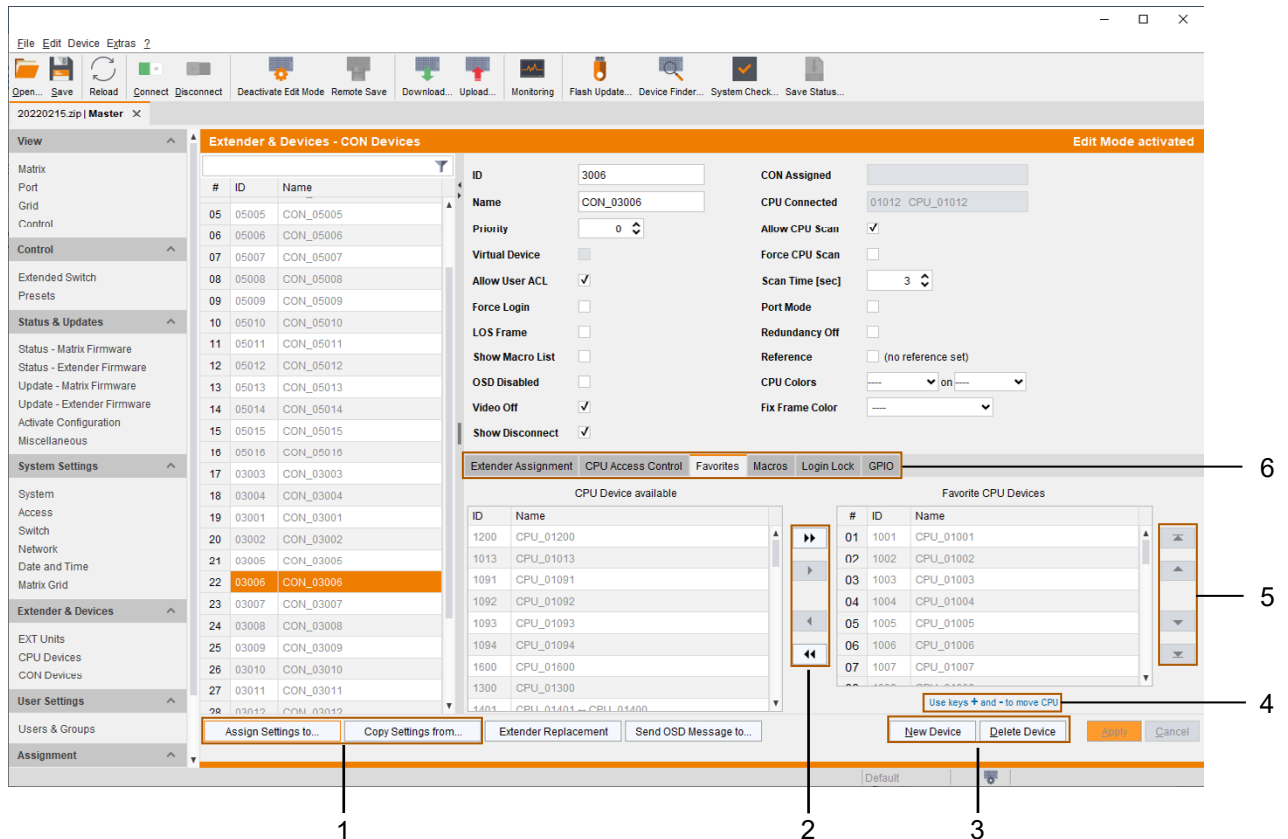 File Edit Device Extras ?
Open... Save Reload Connect Disconnect Deactivate Edit Mode Remote Save Download... Upload... Monitoring Flash Update... Device Finder... System Check... Save Status...
20220215.zip | Master
View
Matrix
Port
Grid
Control
Control
Extended Switch
Presets
Status & Updates
Status - Matrix Firmware
Status - Extender Firmware
Update - Matrix Firmware
Update - Extender Firmware
Activate Configuration
Miscellaneous
System Settings
System
Access
Switch
Network
Date and Time
Matrix Grid
Extender & Devices
EXT Units
CPU Devices
CON Devices
User Settings
Users & Groups
Assignment
Extender & Devices - CON Devices Edit Mode activated
# ID Name
05 05005 CON_05005
06 05006 CON_05006
07 05007 CON_05007
08 05008 CON_05008
09 05009 CON_05009
10 05010 CON_05010
11 05011 CON_05011
12 05012 CON_05012
13 05013 CON_05013
14 05014 CON_05014
15 05015 CON_05015
16 05016 CON_05016
17 03003 CON_03003
18 03004 CON_03004
19 03001 CON_03001
20 03002 CON_03002
21 03005 CON_03005
22 03006 CON_03006
23 03007 CON_03007
24 03008 CON_03008
25 03009 CON_03009
26 03010 CON_03010
27 03011 CON_03011
28 03012 CON_03012
ID 3006
Name CON_03006
Priority 0
Virtual Device
Allow User ACL
Force Login
LOS Frame
Show Macro List
OSD Disabled
Video Off
Show Disconnect
CON Assigned
CPU Connected 01012 CPU_01012
Allow CPU Scan
Force CPU Scan
Scan Time [sec] 3
Port Mode
Redundancy Off
Reference (no reference set)
CPU Colors ---- on ----
Fix Frame Color ----
Extender Assignment CPU Access Control Favorites Macros Login Lock GPIO
6
CPU Device available
ID Name
1200 CPU_01200
1013 CPU_01013
1091 CPU_01091
1092 CPU_01092
1093 CPU_01093
1094 CPU_01094
1600 CPU_01600
1300 CPU_01300
1401 CPU_01401 -- CPU_01400
Favorite CPU Devices
# ID Name
01 1001 CPU_01001
02 1002 CPU_01002
03 1003 CPU_01003
04 1004 CPU_01004
05 1005 CPU_01005
06 1006 CPU_01006
07 1007 CPU_01007
5
Use keys + and - to move CPU
4
Assign Settings to... Copy Settings from... Extender Replacement Send OSD Message to... New Device Delete Device Apply Cancel
Default
1 2 3